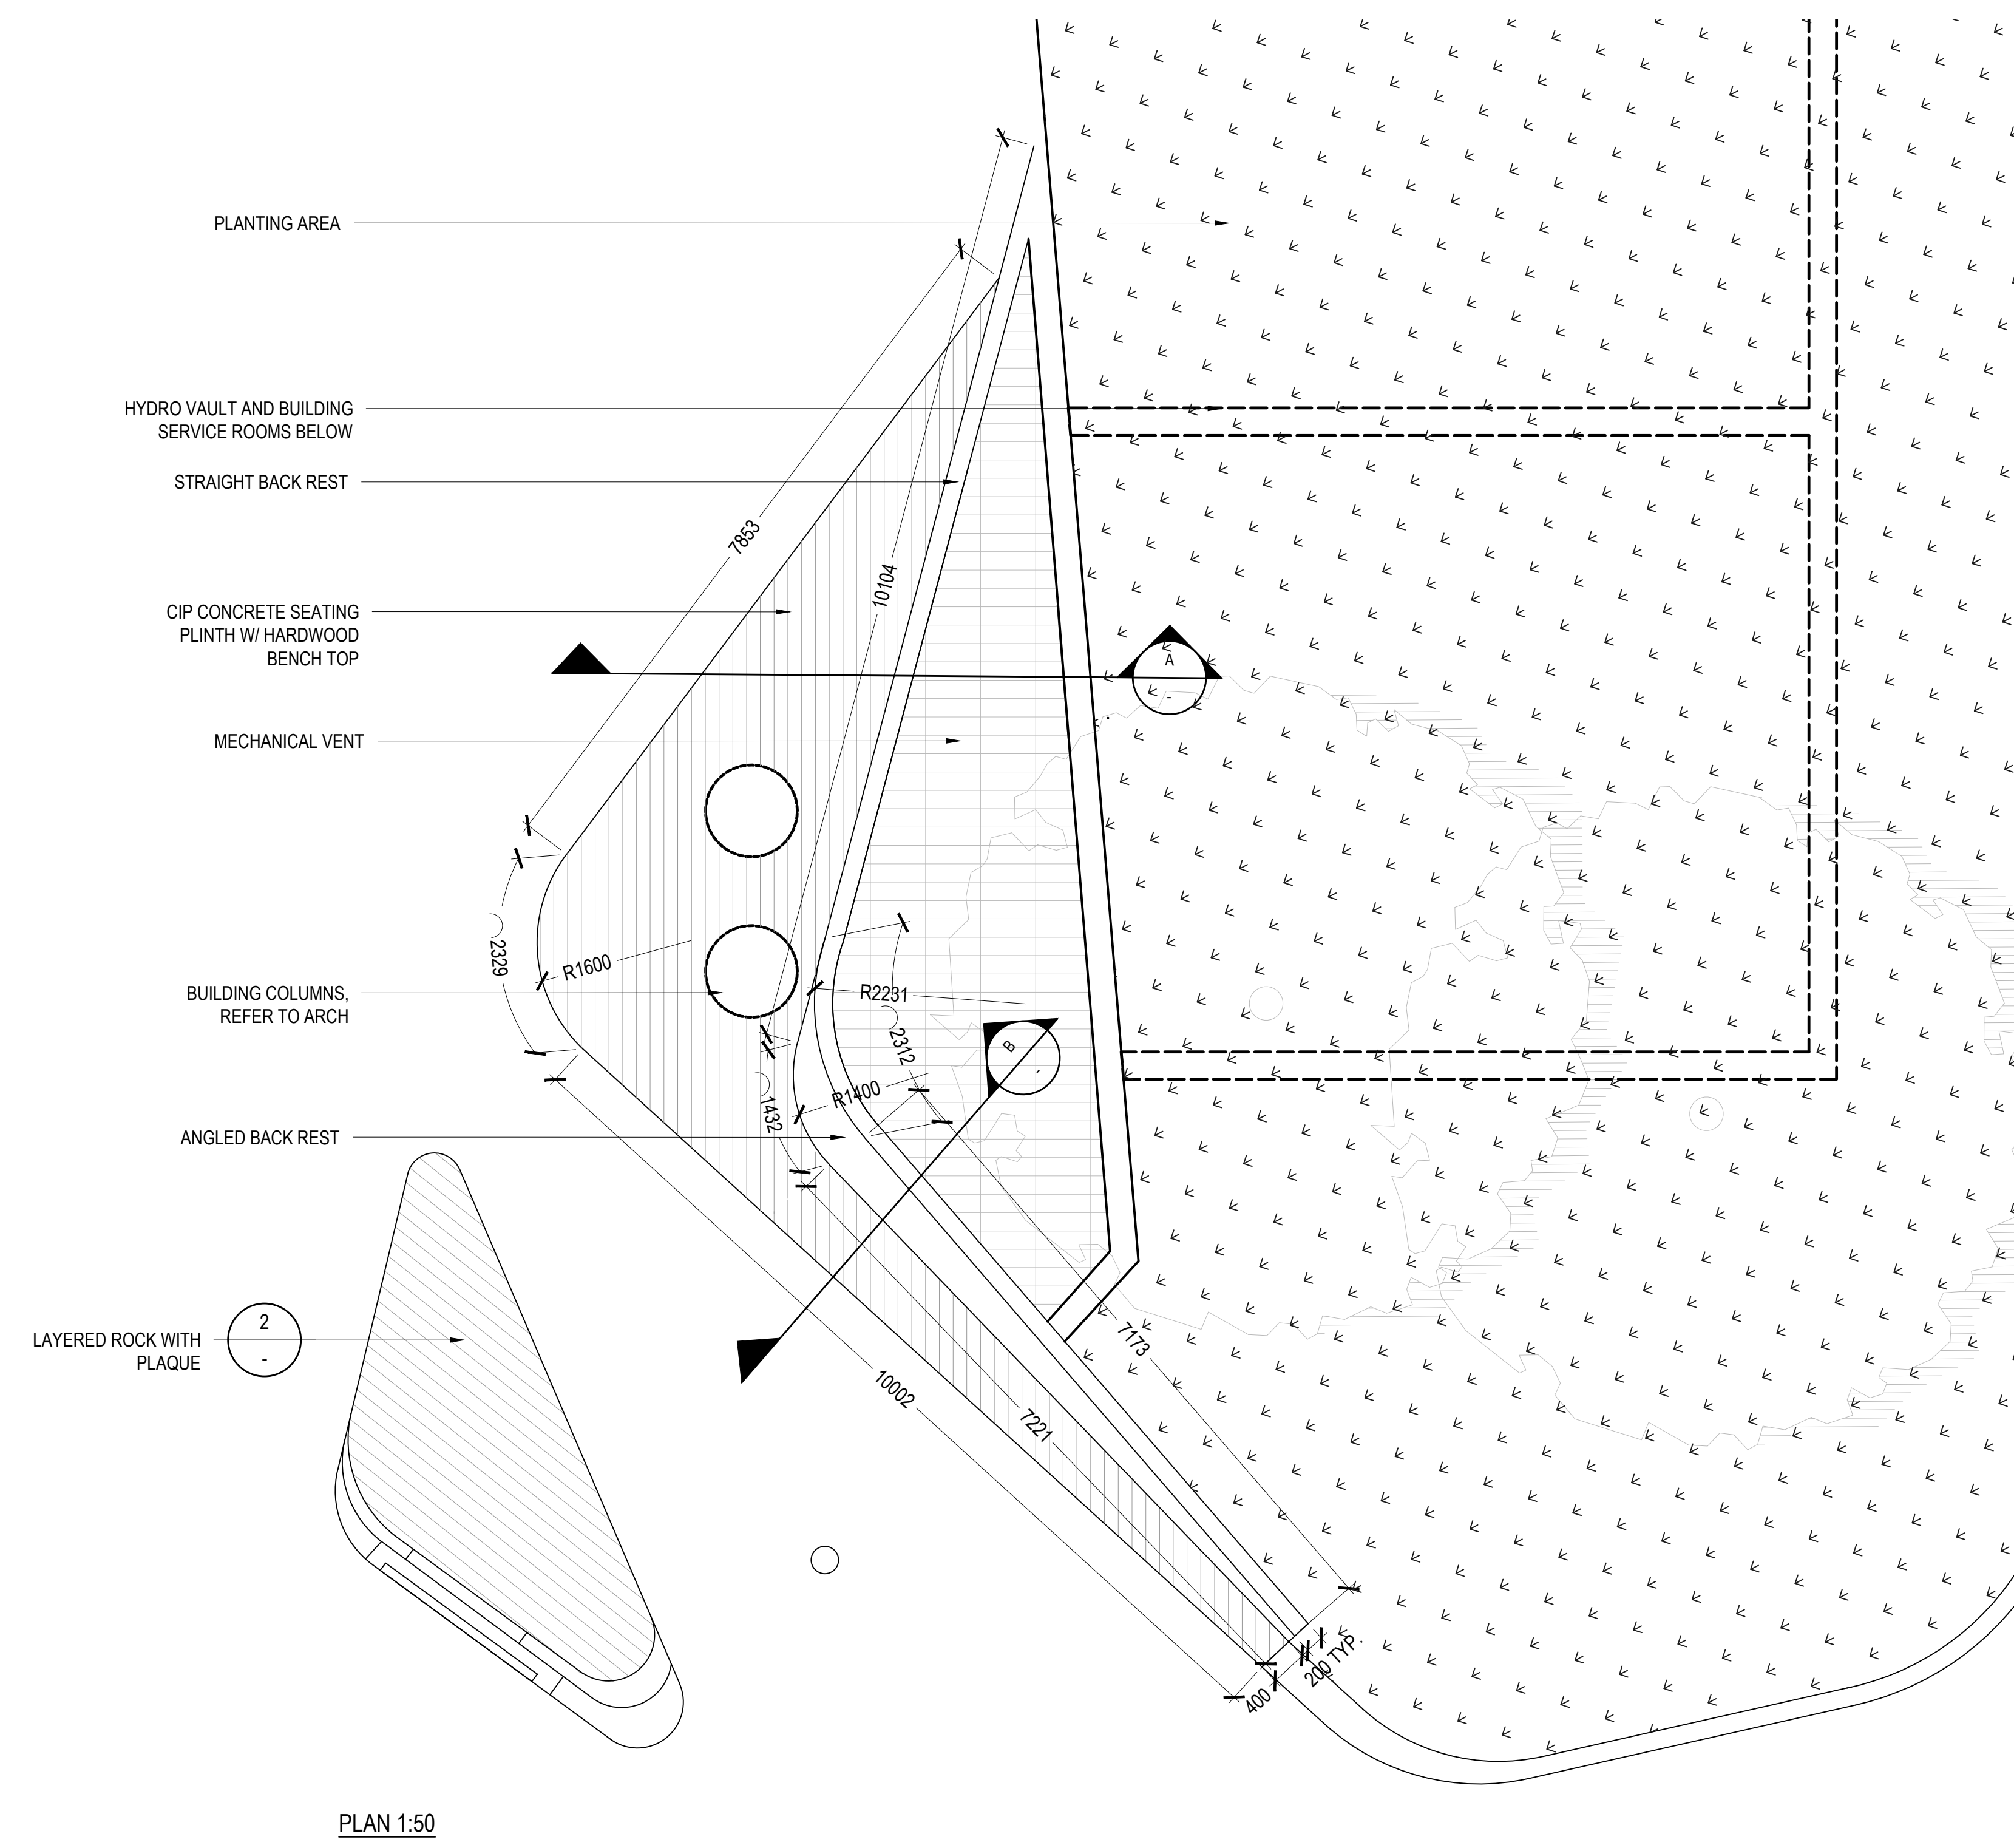 PLANTING AREA
HYDRO VAULT AND BUILDING
SERVICE ROOMS BELOW
STRAIGHT BACK REST
7853
10104
CIP CONCRETE SEATING
PLINTH W/ HARDWOOD
BENCH TOP
A
-
MECHANICAL VENT
2329
R1600
BUILDING COLUMNS,
REFER TO ARCH
R2231
2312
B
-
R1400
1432
ANGLED BACK REST
2
-
LAYERED ROCK WITH
PLAQUE
7173
10002
7221
200 TYP.
400
PLAN 1:50